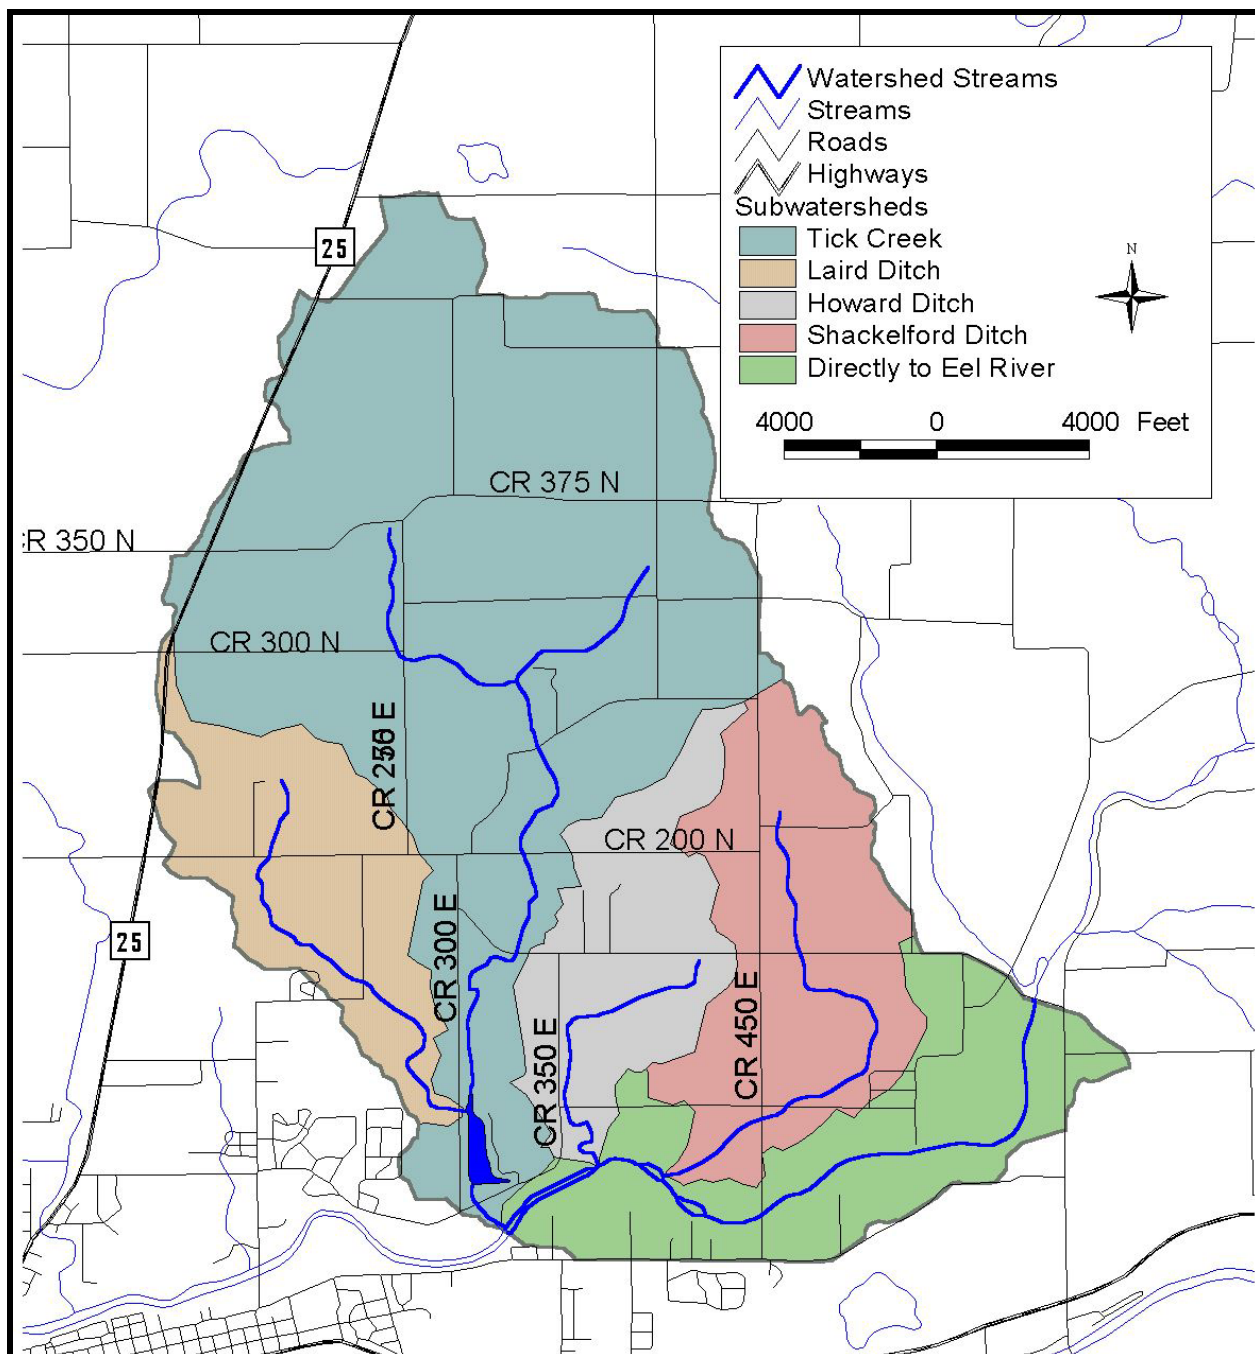 Watershed Streams
Streams
Roads
Highways
Subwatersheds
Tick Creek
Laird Ditch
Howard Ditch
Shackelford Ditch
Directly to Eel River
N
4000 0 4000 Feet
25
CR 375 N
CR 350 N
CR 300 N
CR 200 N
25
CR 300 E
CR 350 E
CR 450 E